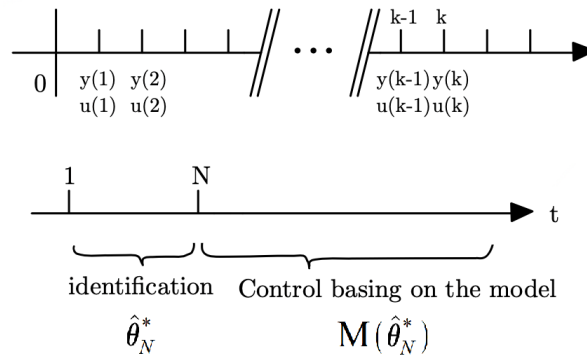 k-1 k
...
0 y(1) y(2) y(k-1) y(k)
u(1) u(2) u(k-1) u(k)
1 N
t
identification Control basing on the model
θ̂*_N M(θ̂*_N)